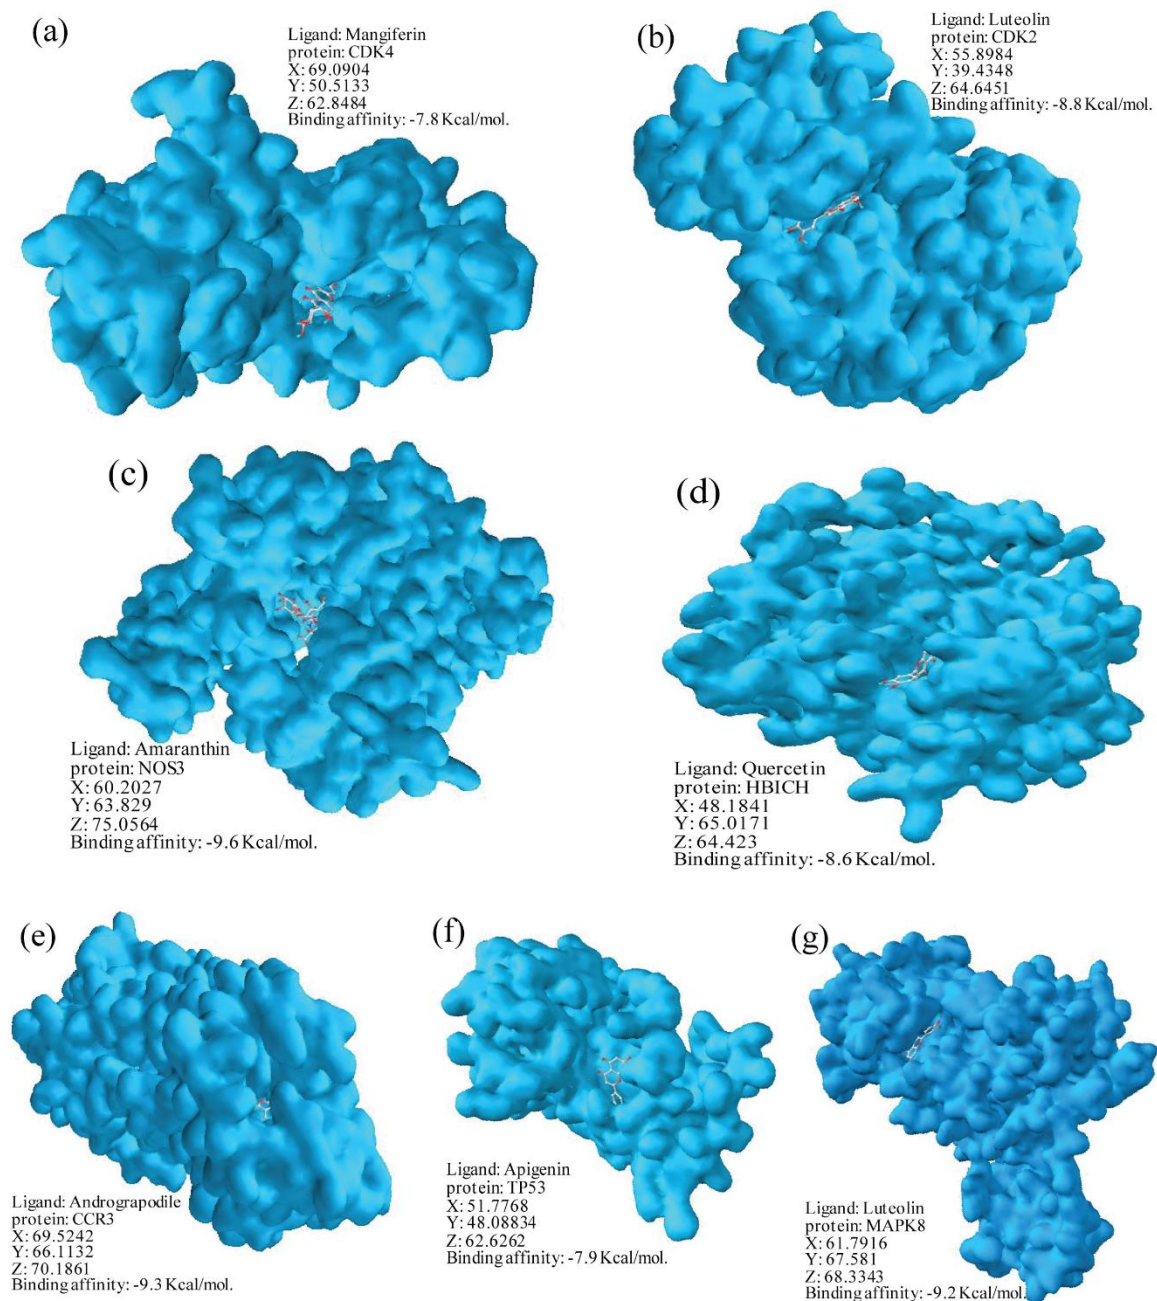 (a)
Ligand: Mangiferin
protein: CDK4
X: 69.0904
Y: 50.5133
Z: 62.8484
Binding affinity: -7.8 Kcal/mol.
(b)
Ligand: Luteolin
protein: CDK2
X: 55.8984
Y: 39.4348
Z: 64.6451
Binding affinity: -8.8 Kcal/mol.
(c)
Ligand: Amaranthin
protein: NOS3
X: 60.2027
Y: 63.829
Z: 75.0564
Binding affinity: -9.6 Kcal/mol.
(d)
Ligand: Quercetin
protein: HBICH
X: 48.1841
Y: 65.0171
Z: 64.423
Binding affinity: -8.6 Kcal/mol.
(e)
Ligand: Andrograpodile
protein: CCR3
X: 69.5242
Y: 66.1132
Z: 70.1861
Binding affinity: -9.3 Kcal/mol.
(f)
Ligand: Apigenin
protein: TP53
X: 51.7768
Y: 48.08834
Z: 62.6262
Binding affinity: -7.9 Kcal/mol.
(g)
Ligand: Luteolin
protein: MAPK8
X: 61.7916
Y: 67.581
Z: 68.3343
Binding affinity: -9.2 Kcal/mol.